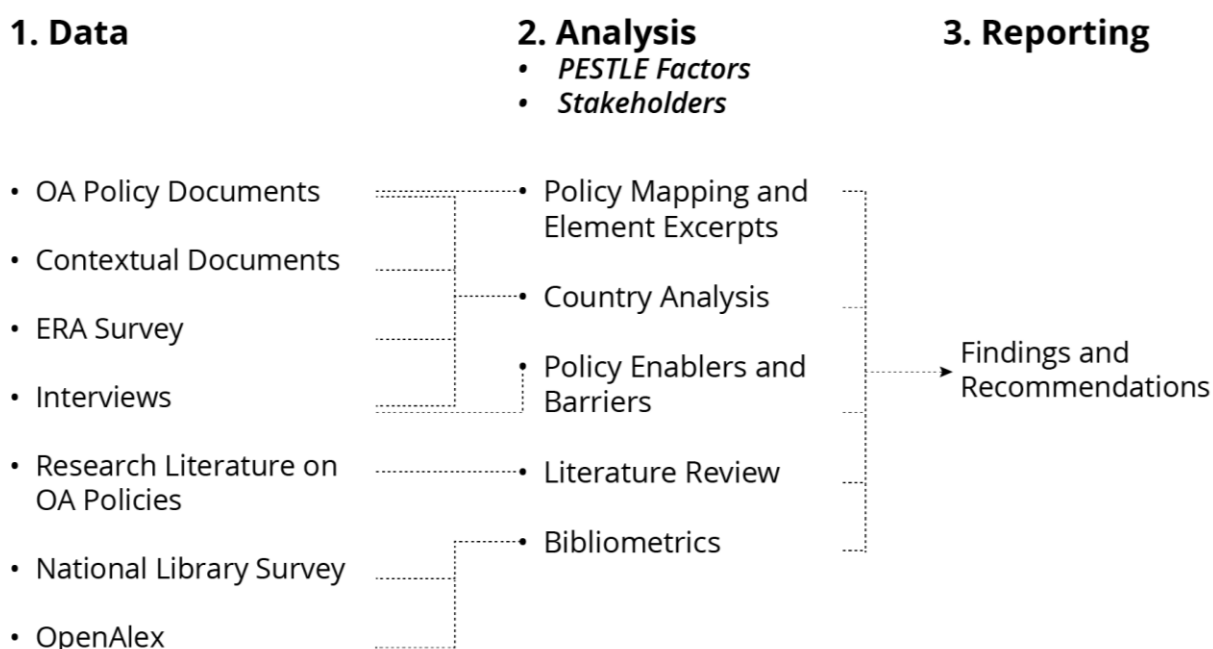 1. Data
• OA Policy Documents
• Contextual Documents
• ERA Survey
• Interviews
• Research Literature on
OA Policies
• National Library Survey
• OpenAlex
2. Analysis
• PESTLE Factors
• Stakeholders
• Policy Mapping and
Element Excerpts
• Country Analysis
• Policy Enablers and
Barriers
• Literature Review
• Bibliometrics
3. Reporting
Findings and
Recommendations